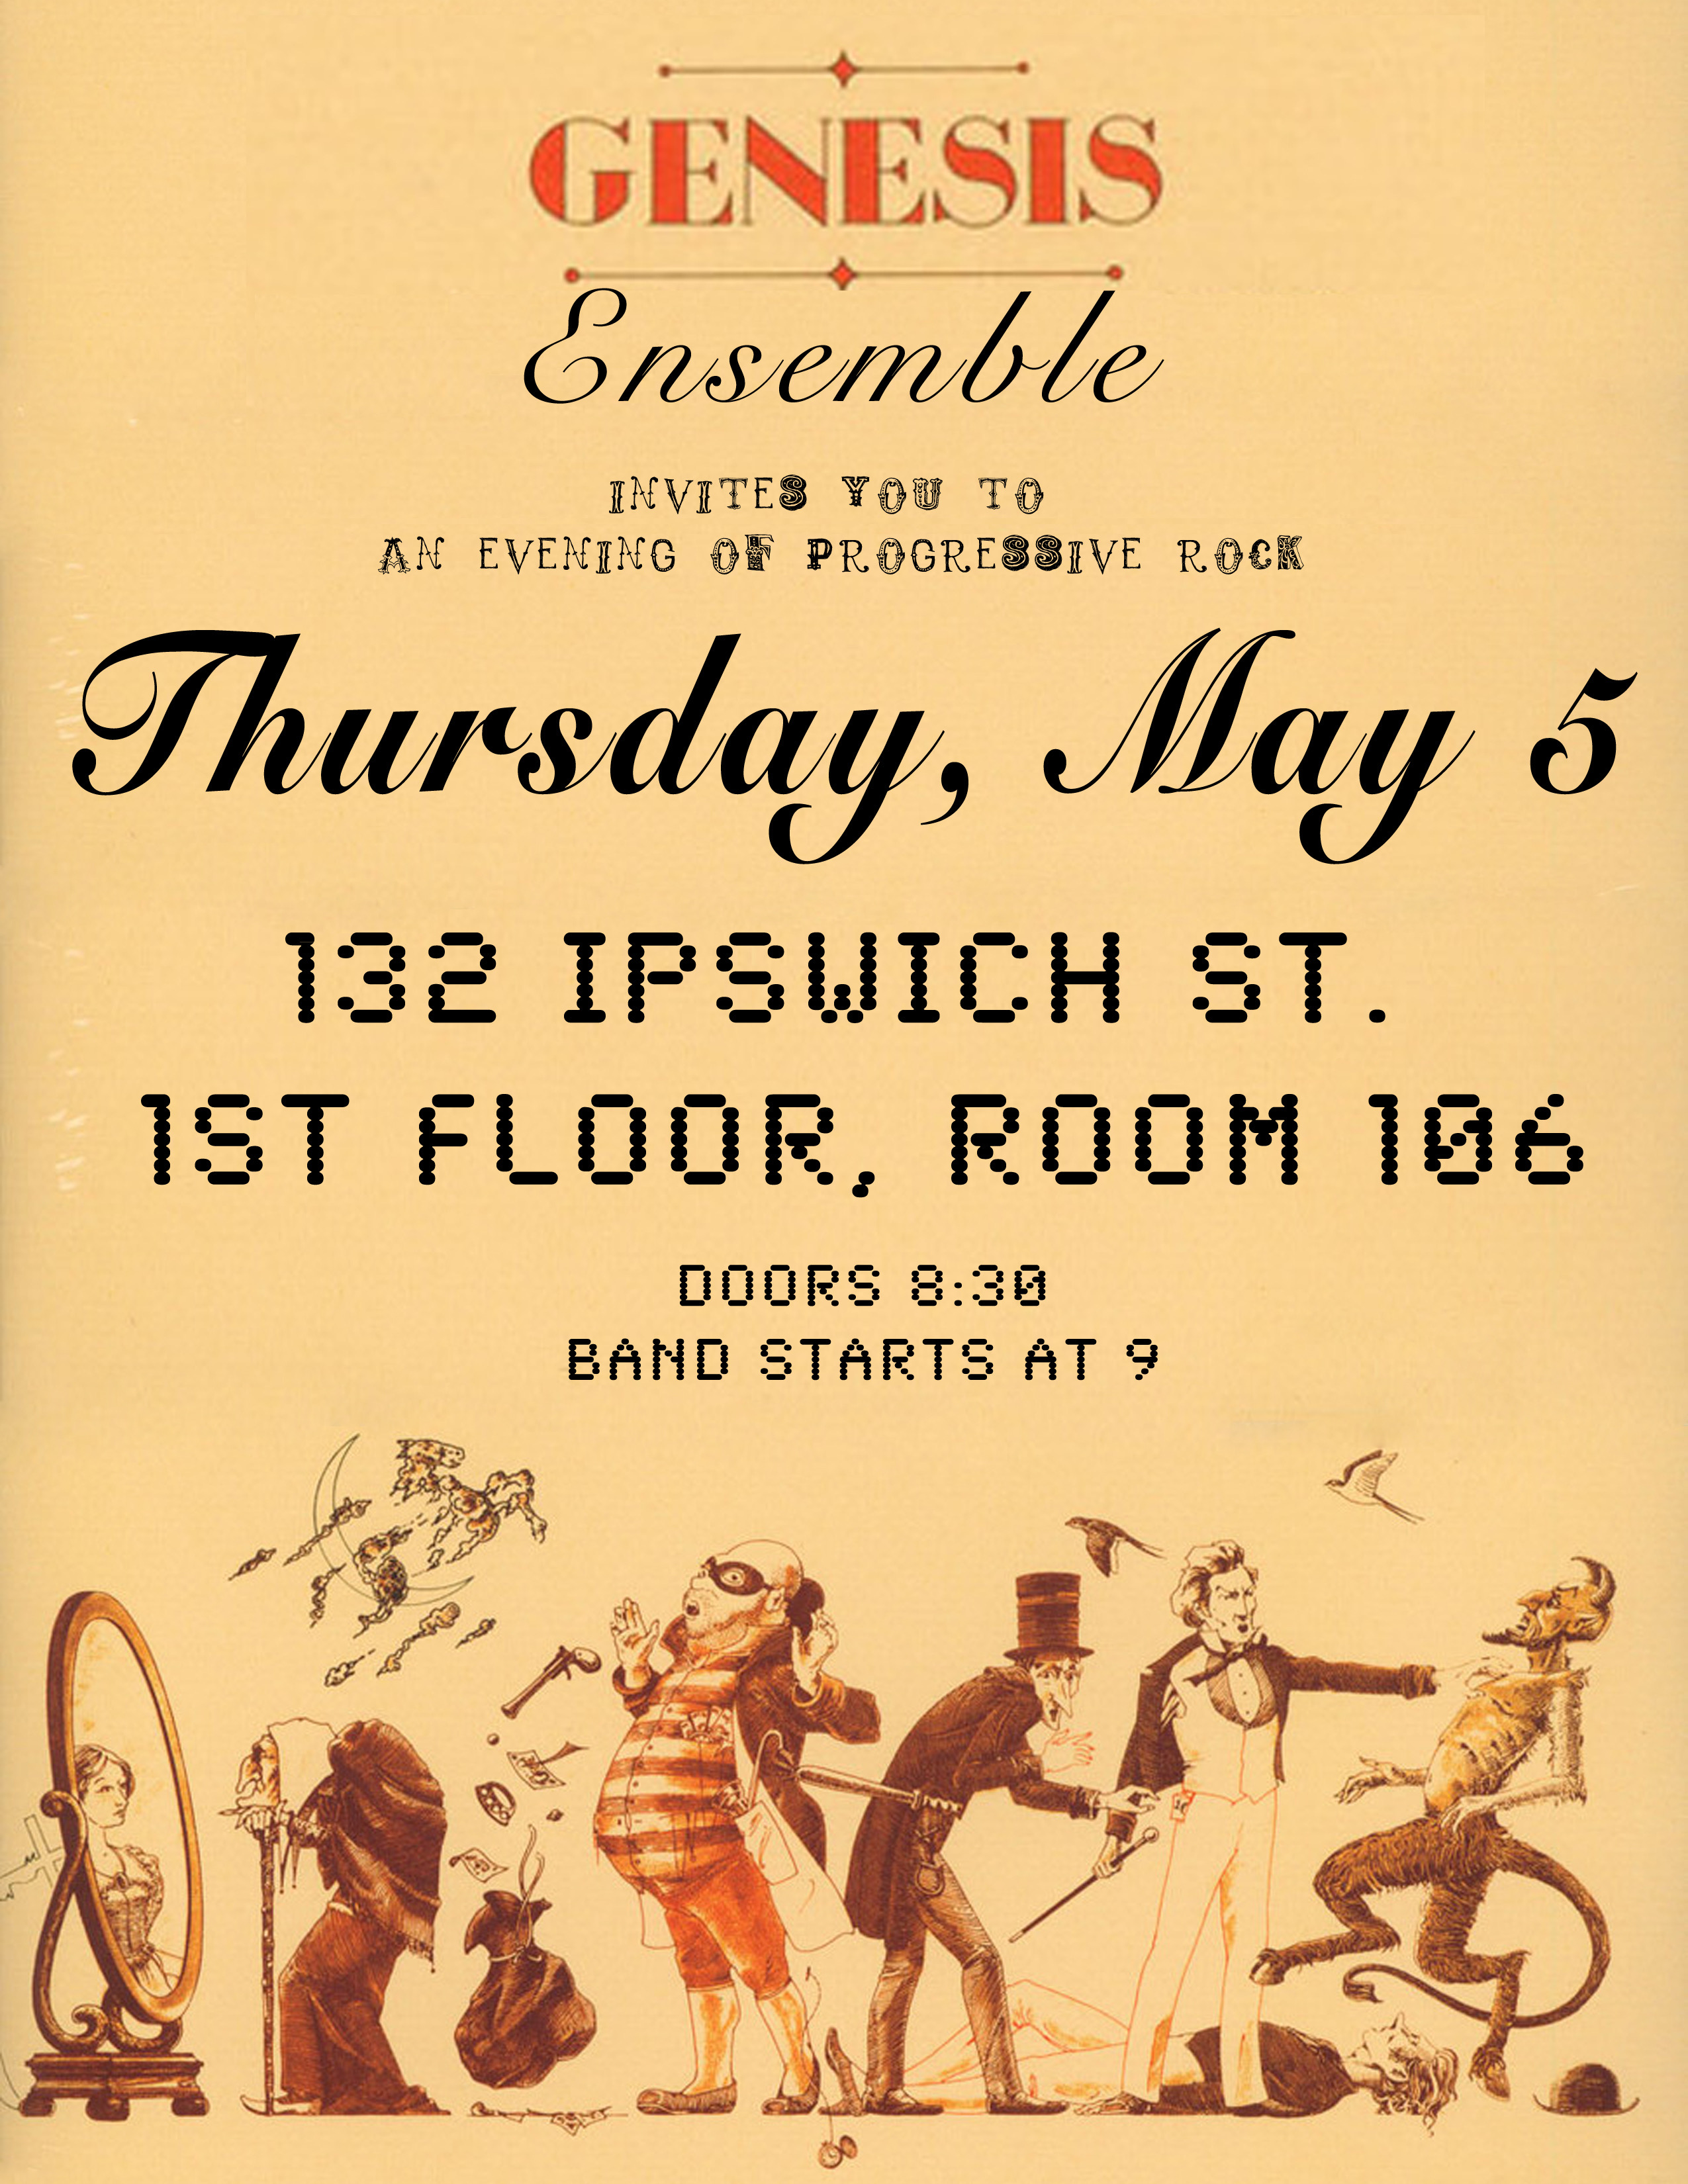 GENESIS
Ensemble
INVITES YOU TO
AN EVENING OF PROGRESSIVE ROCK
Thursday, May 5
132 IPSWICH ST.
1ST FLOOR, ROOM 106
DOORS 8:30
BAND STARTS AT 9